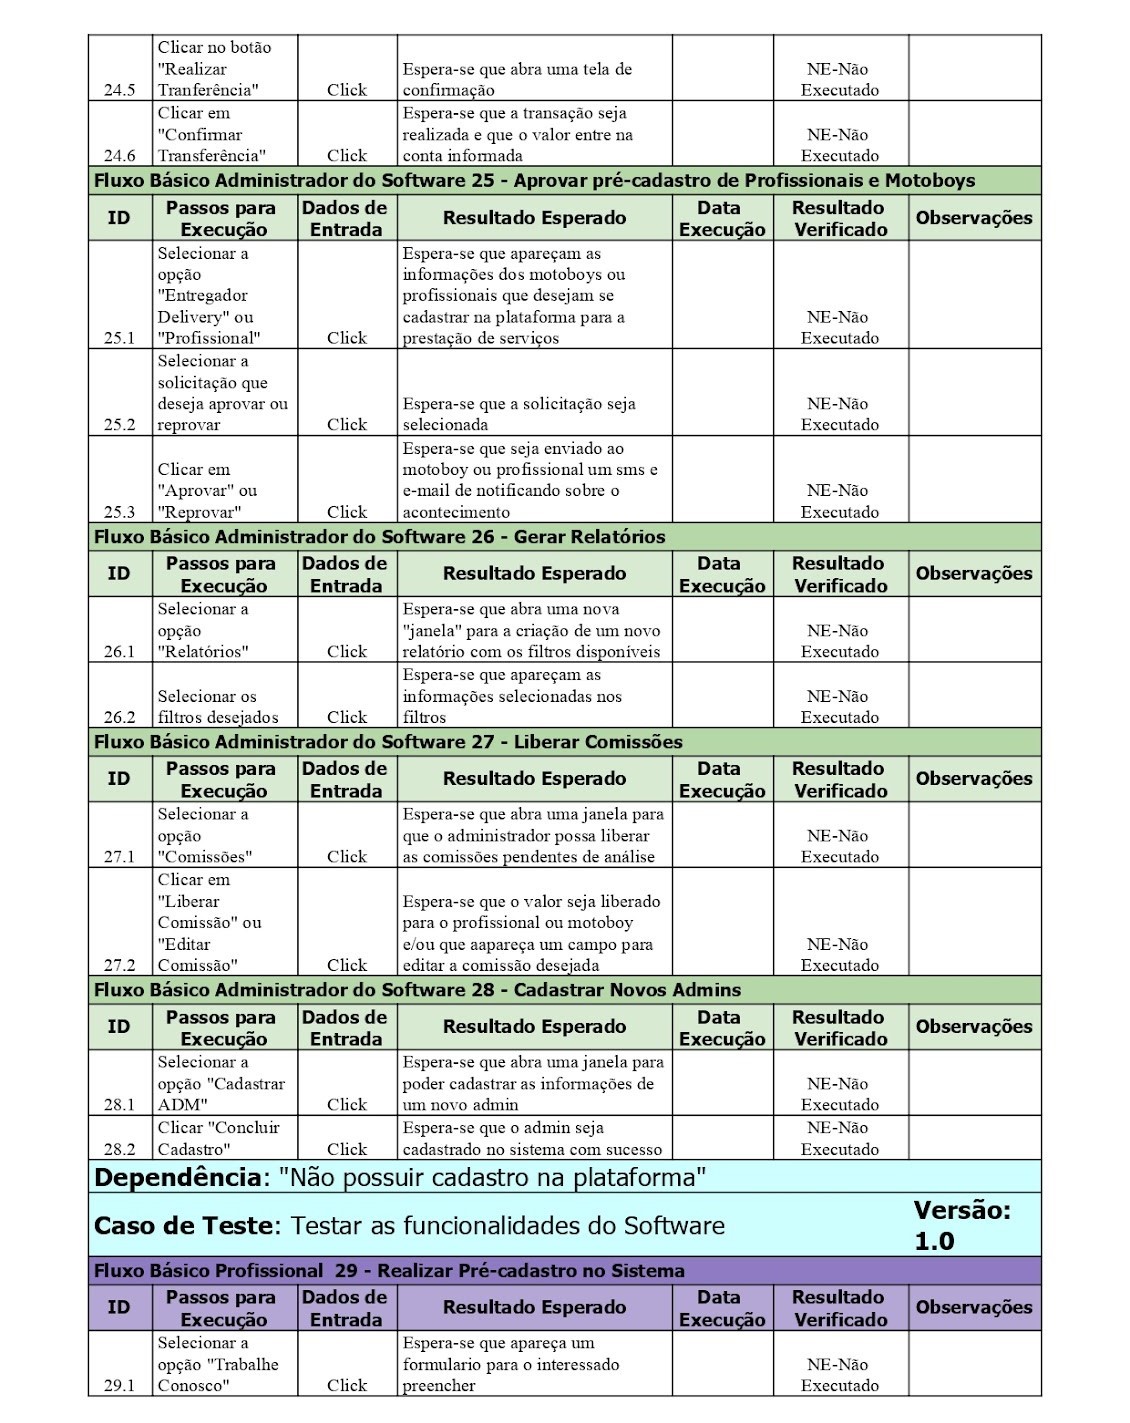 24.5 Clicar no botão "Realizar Tranferência" Click Espera-se que abra uma tela de confirmação NE-Não Executado
24.6 Clicar em "Confirmar Transferência" Click Espera-se que a transação seja realizada e que o valor entre na conta informada NE-Não Executado
Fluxo Básico Administrador do Software 25 - Aprovar pré-cadastro de Profissionais e Motoboys
ID Passos para Execução Dados de Entrada Resultado Esperado Data Execução Resultado Verificado Observações
25.1 Selecionar a opção "Entregador Delivery" ou "Profissional" Click Espera-se que apareçam as informações dos motoboys ou profissionais que desejam se cadastrar na plataforma para a prestação de serviços NE-Não Executado
25.2 Selecionar a solicitação que deseja aprovar ou reprovar Click Espera-se que a solicitação seja selecionada NE-Não Executado
25.3 Clicar em "Aprovar" ou "Reprovar" Click Espera-se que seja enviado ao motoboy ou profissional um sms e e-mail de notificando sobre o acontecimento NE-Não Executado
Fluxo Básico Administrador do Software 26 - Gerar Relatórios
ID Passos para Execução Dados de Entrada Resultado Esperado Data Execução Resultado Verificado Observações
26.1 Selecionar a opção "Relatórios" Click Espera-se que abra uma nova "janela" para a criação de um novo relatório com os filtros disponíveis NE-Não Executado
26.2 Selecionar os filtros desejados Click Espera-se que apareçam as informações selecionadas nos filtros NE-Não Executado
Fluxo Básico Administrador do Software 27 - Liberar Comissões
ID Passos para Execução Dados de Entrada Resultado Esperado Data Execução Resultado Verificado Observações
27.1 Selecionar a opção "Comissões" Click Espera-se que abra uma janela para que o administrador possa liberar as comissões pendentes de análise NE-Não Executado
27.2 Clicar em "Liberar Comissão" ou "Editar Comissão" Click Espera-se que o valor seja liberado para o profissional ou motoboy e/ou que aapareça um campo para editar a comissão desejada NE-Não Executado
Fluxo Básico Administrador do Software 28 - Cadastrar Novos Admins
ID Passos para Execução Dados de Entrada Resultado Esperado Data Execução Resultado Verificado Observações
28.1 Selecionar a opção "Cadastrar ADM" Click Espera-se que abra uma janela para poder cadastrar as informações de um novo admin NE-Não Executado
28.2 Clicar "Concluir Cadastro" Click Espera-se que o admin seja cadastrado no sistema com sucesso NE-Não Executado
Dependência: "Não possuir cadastro na plataforma"
Caso de Teste: Testar as funcionalidades do Software Versão: 1.0
Fluxo Básico Profissional  29 - Realizar Pré-cadastro no Sistema
ID Passos para Execução Dados de Entrada Resultado Esperado Data Execução Resultado Verificado Observações
29.1 Selecionar a opção "Trabalhe Conosco" Click Espera-se que apareça um formulario para o interessado preencher NE-Não Executado